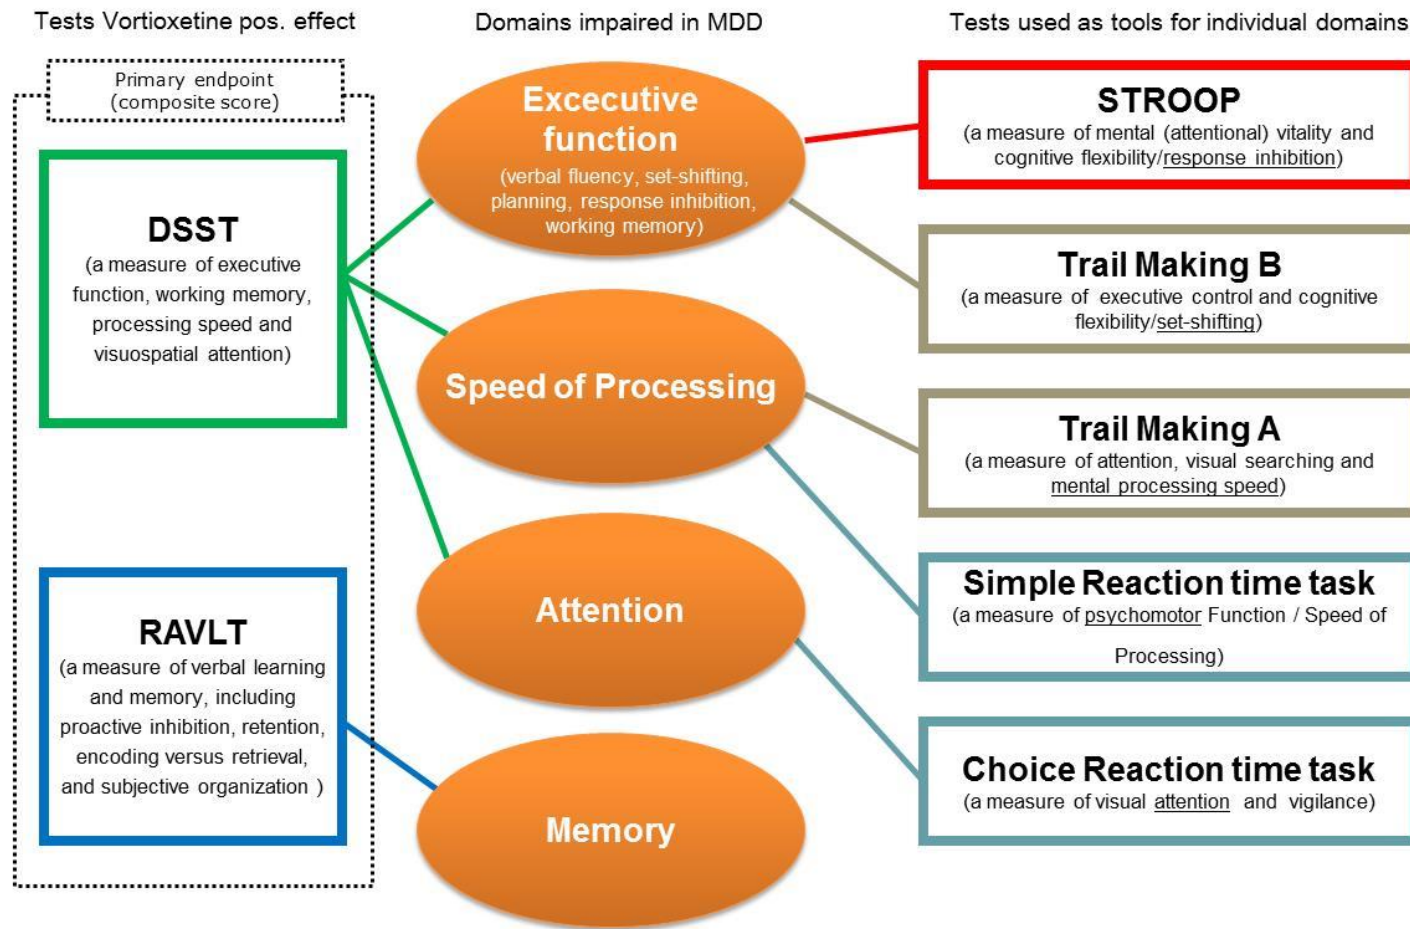 Tests Vortioxetine pos. effect
Primary endpoint
(composite score)
DSST
(a measure of executive
function, working memory,
processing speed and
visuospatial attention)
RAVLT
(a measure of verbal learning
and memory, including
proactive inhibition, retention,
encoding versus retrieval,
and subjective organization )
Domains impaired in MDD
Excecutive
function
(verbal fluency, set-shifting,
planning, response inhibition,
working memory)
Speed of Processing
Attention
Memory
Tests used as tools for individual domains
STROOP
(a measure of mental (attentional) vitality and
cognitive flexibility/response inhibition)
Trail Making B
(a measure of executive control and cognitive
flexibility/set-shifting)
Trail Making A
(a measure of attention, visual searching and
mental processing speed)
Simple Reaction time task
(a measure of psychomotor Function / Speed of
Processing)
Choice Reaction time task
(a measure of visual attention and vigilance)